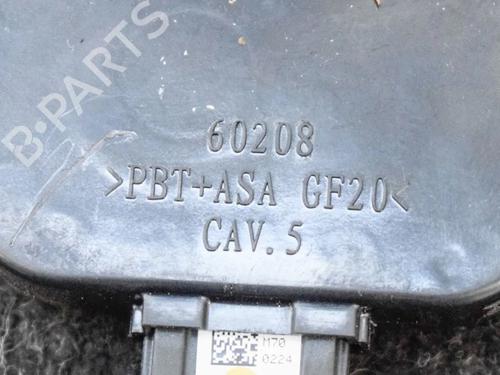 B-PARTS
60208
>PBT+ASA GF20<
CAV.5
M70
0224